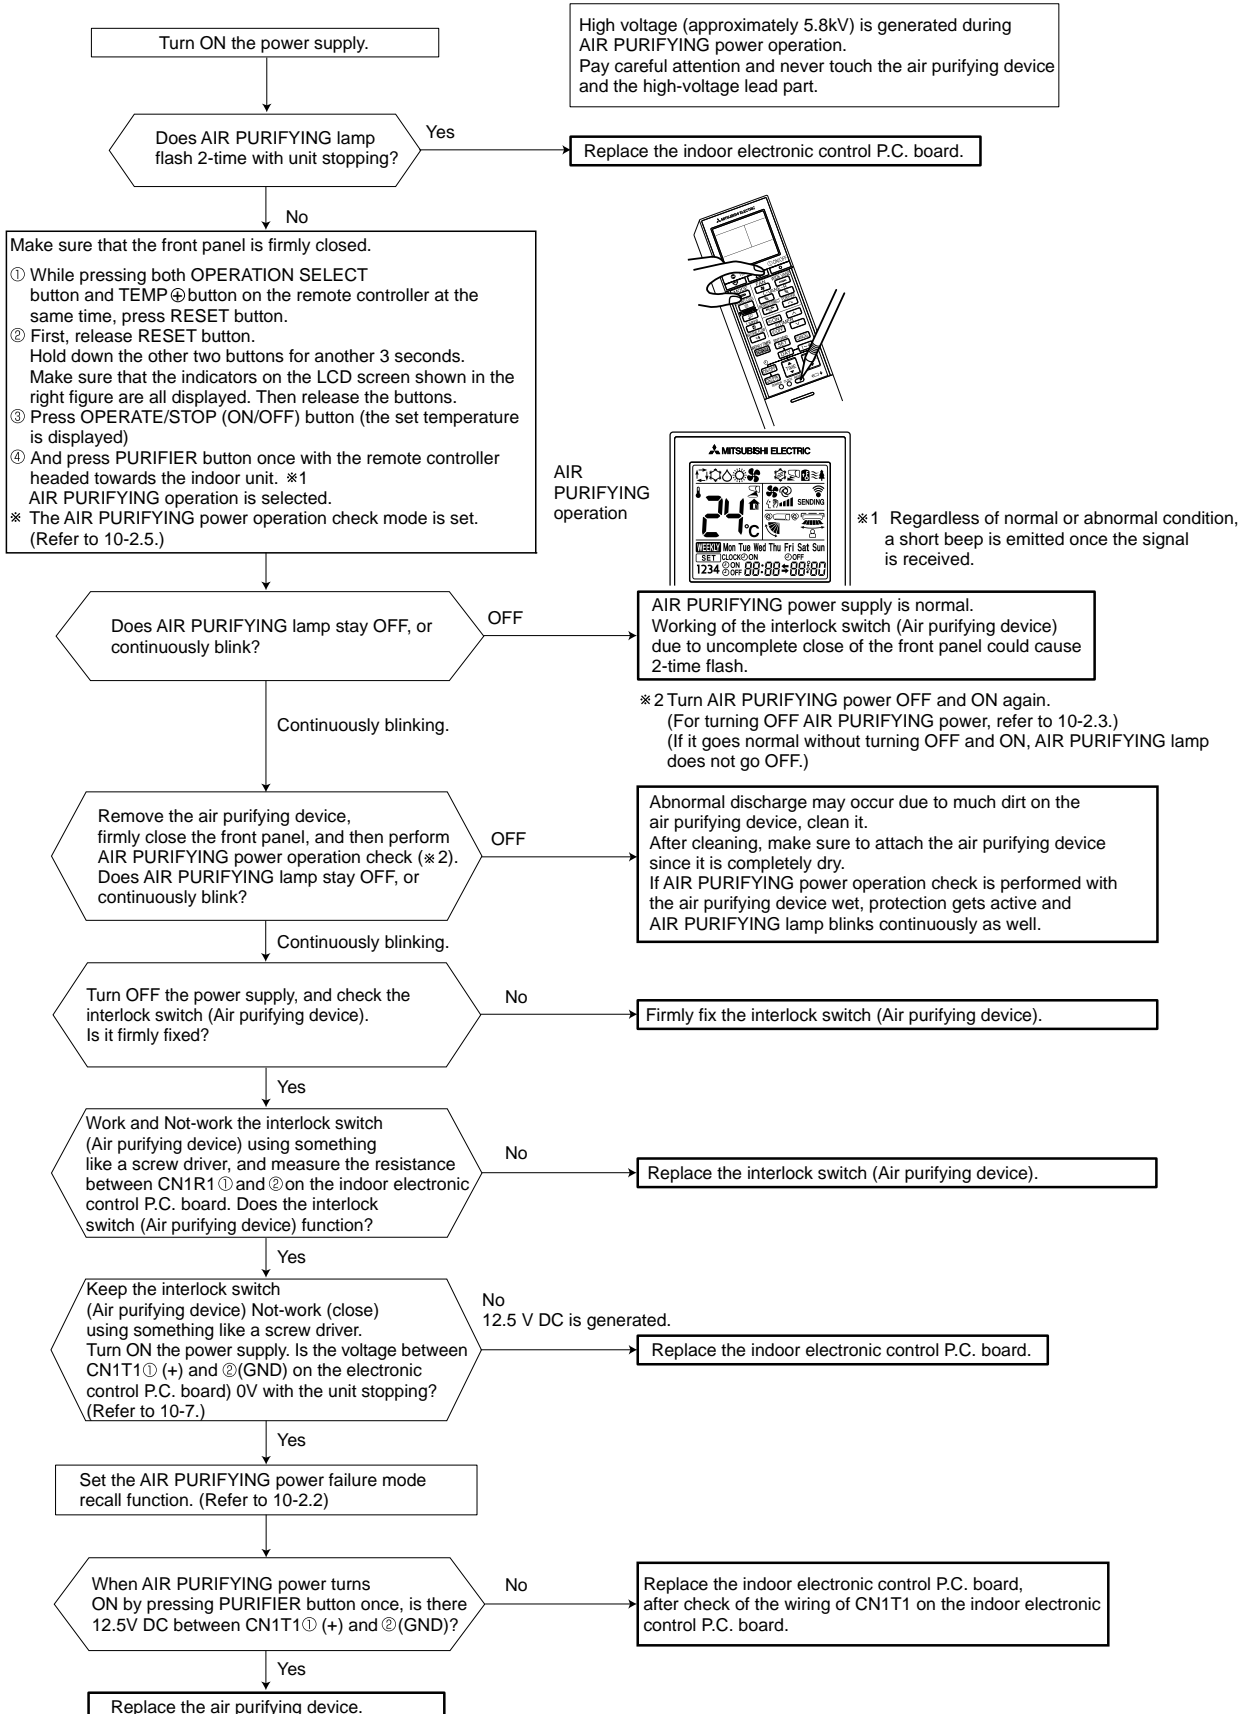 Turn ON the power supply.
High voltage (approximately 5.8kV) is generated during
AIR PURIFYING power operation.
Pay careful attention and never touch the air purifying device
and the high-voltage lead part.
Does AIR PURIFYING lamp
flash 2-time with unit stopping?
Yes
Replace the indoor electronic control P.C. board.
No
Make sure that the front panel is firmly closed.
① While pressing both OPERATION SELECT
button and TEMP ⊕ button on the remote controller at the
same time, press RESET button.
② First, release RESET button.
Hold down the other two buttons for another 3 seconds.
Make sure that the indicators on the LCD screen shown in the
right figure are all displayed. Then release the buttons.
③ Press OPERATE/STOP (ON/OFF) button (the set temperature
is displayed)
④ And press PURIFIER button once with the remote controller
headed towards the indoor unit. ※1
AIR PURIFYING operation is selected.
※ The AIR PURIFYING power operation check mode is set.
(Refer to 10-2.5.)
AIR
PURIFYING
operation
MITSUBISHI ELECTRIC
SENDING
24°C
WEEKLY Mon Tue Wed Thu Fri Sat Sun
SET CLOCK ON OFF
1234 ON OFF 88:88 88:80
※1 Regardless of normal or abnormal condition,
a short beep is emitted once the signal
is received.
Does AIR PURIFYING lamp stay OFF, or
continuously blink?
OFF
AIR PURIFYING power supply is normal.
Working of the interlock switch (Air purifying device)
due to uncomplete close of the front panel could cause
2-time flash.
※2 Turn AIR PURIFYING power OFF and ON again.
(For turning OFF AIR PURIFYING power, refer to 10-2.3.)
(If it goes normal without turning OFF and ON, AIR PURIFYING lamp
does not go OFF.)
Continuously blinking.
Remove the air purifying device,
firmly close the front panel, and then perform
AIR PURIFYING power operation check (※2).
Does AIR PURIFYING lamp stay OFF, or
continuously blink?
OFF
Abnormal discharge may occur due to much dirt on the
air purifying device, clean it.
After cleaning, make sure to attach the air purifying device
since it is completely dry.
If AIR PURIFYING power operation check is performed with
the air purifying device wet, protection gets active and
AIR PURIFYING lamp blinks continuously as well.
Continuously blinking.
Turn OFF the power supply, and check the
interlock switch (Air purifying device).
Is it firmly fixed?
No
Firmly fix the interlock switch (Air purifying device).
Yes
Work and Not-work the interlock switch
(Air purifying device) using something
like a screw driver, and measure the resistance
between CN1R1 ① and ② on the indoor electronic
control P.C. board. Does the interlock
switch (Air purifying device) function?
No
Replace the interlock switch (Air purifying device).
Yes
Keep the interlock switch
(Air purifying device) Not-work (close)
using something like a screw driver.
Turn ON the power supply. Is the voltage between
CN1T1① (+) and ②(GND) on the electronic
control P.C. board) 0V with the unit stopping?
(Refer to 10-7.)
No
12.5 V DC is generated.
Replace the indoor electronic control P.C. board.
Yes
Set the AIR PURIFYING power failure mode
recall function. (Refer to 10-2.2)
When AIR PURIFYING power turns
ON by pressing PURIFIER button once, is there
12.5V DC between CN1T1① (+) and ②(GND)?
No
Replace the indoor electronic control P.C. board,
after check of the wiring of CN1T1 on the indoor electronic
control P.C. board.
Yes
Replace the air purifying device.